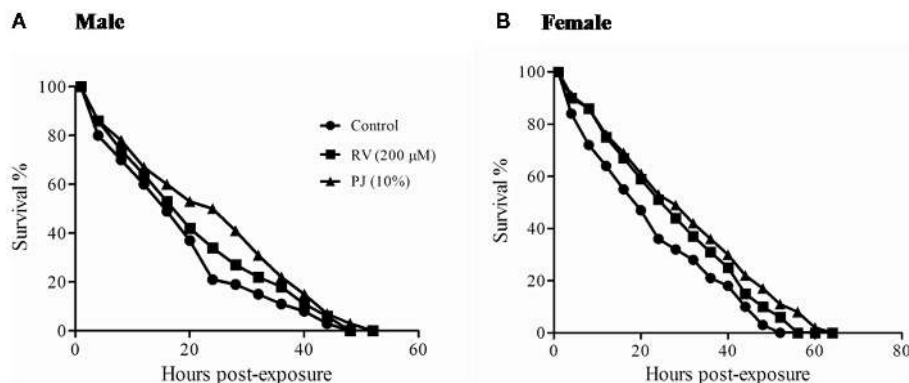 A Male
100
80
60
40
20
0
Survival %
0 20 40 60
Hours post-exposure
Control
RV (200 μM)
PJ (10%)
B Female
100
80
60
40
20
0
Survival %
0 20 40 60 80
Hours post-exposure